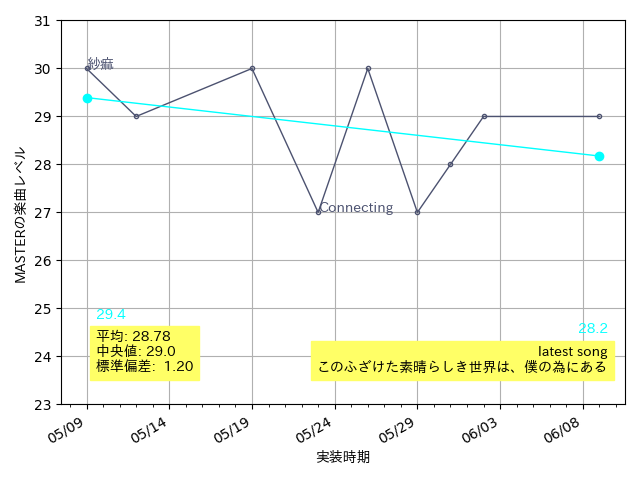 31
30
29
28
27
26
25
24
23
MASTERの楽曲レベル
紗痲
Connecting
29.4
28.2
平均: 28.78
中央値: 29.0
標準偏差: 1.20
latest song
このふざけた素晴らしき世界は、僕の為にある
05/09
05/14
05/19
05/24
05/29
06/03
06/08
実装時期